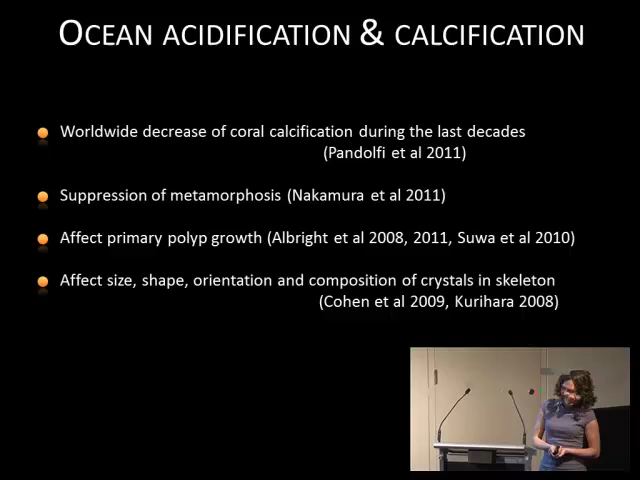 OCEAN ACIDIFICATION & CALCIFICATION
Worldwide decrease of coral calcification during the last decades
(Pandolfi et al 2011)
Suppression of metamorphosis (Nakamura et al 2011)
Affect primary polyp growth (Albright et al 2008, 2011, Suwa et al 2010)
Affect size, shape, orientation and composition of crystals in skeleton
(Cohen et al 2009, Kurihara 2008)